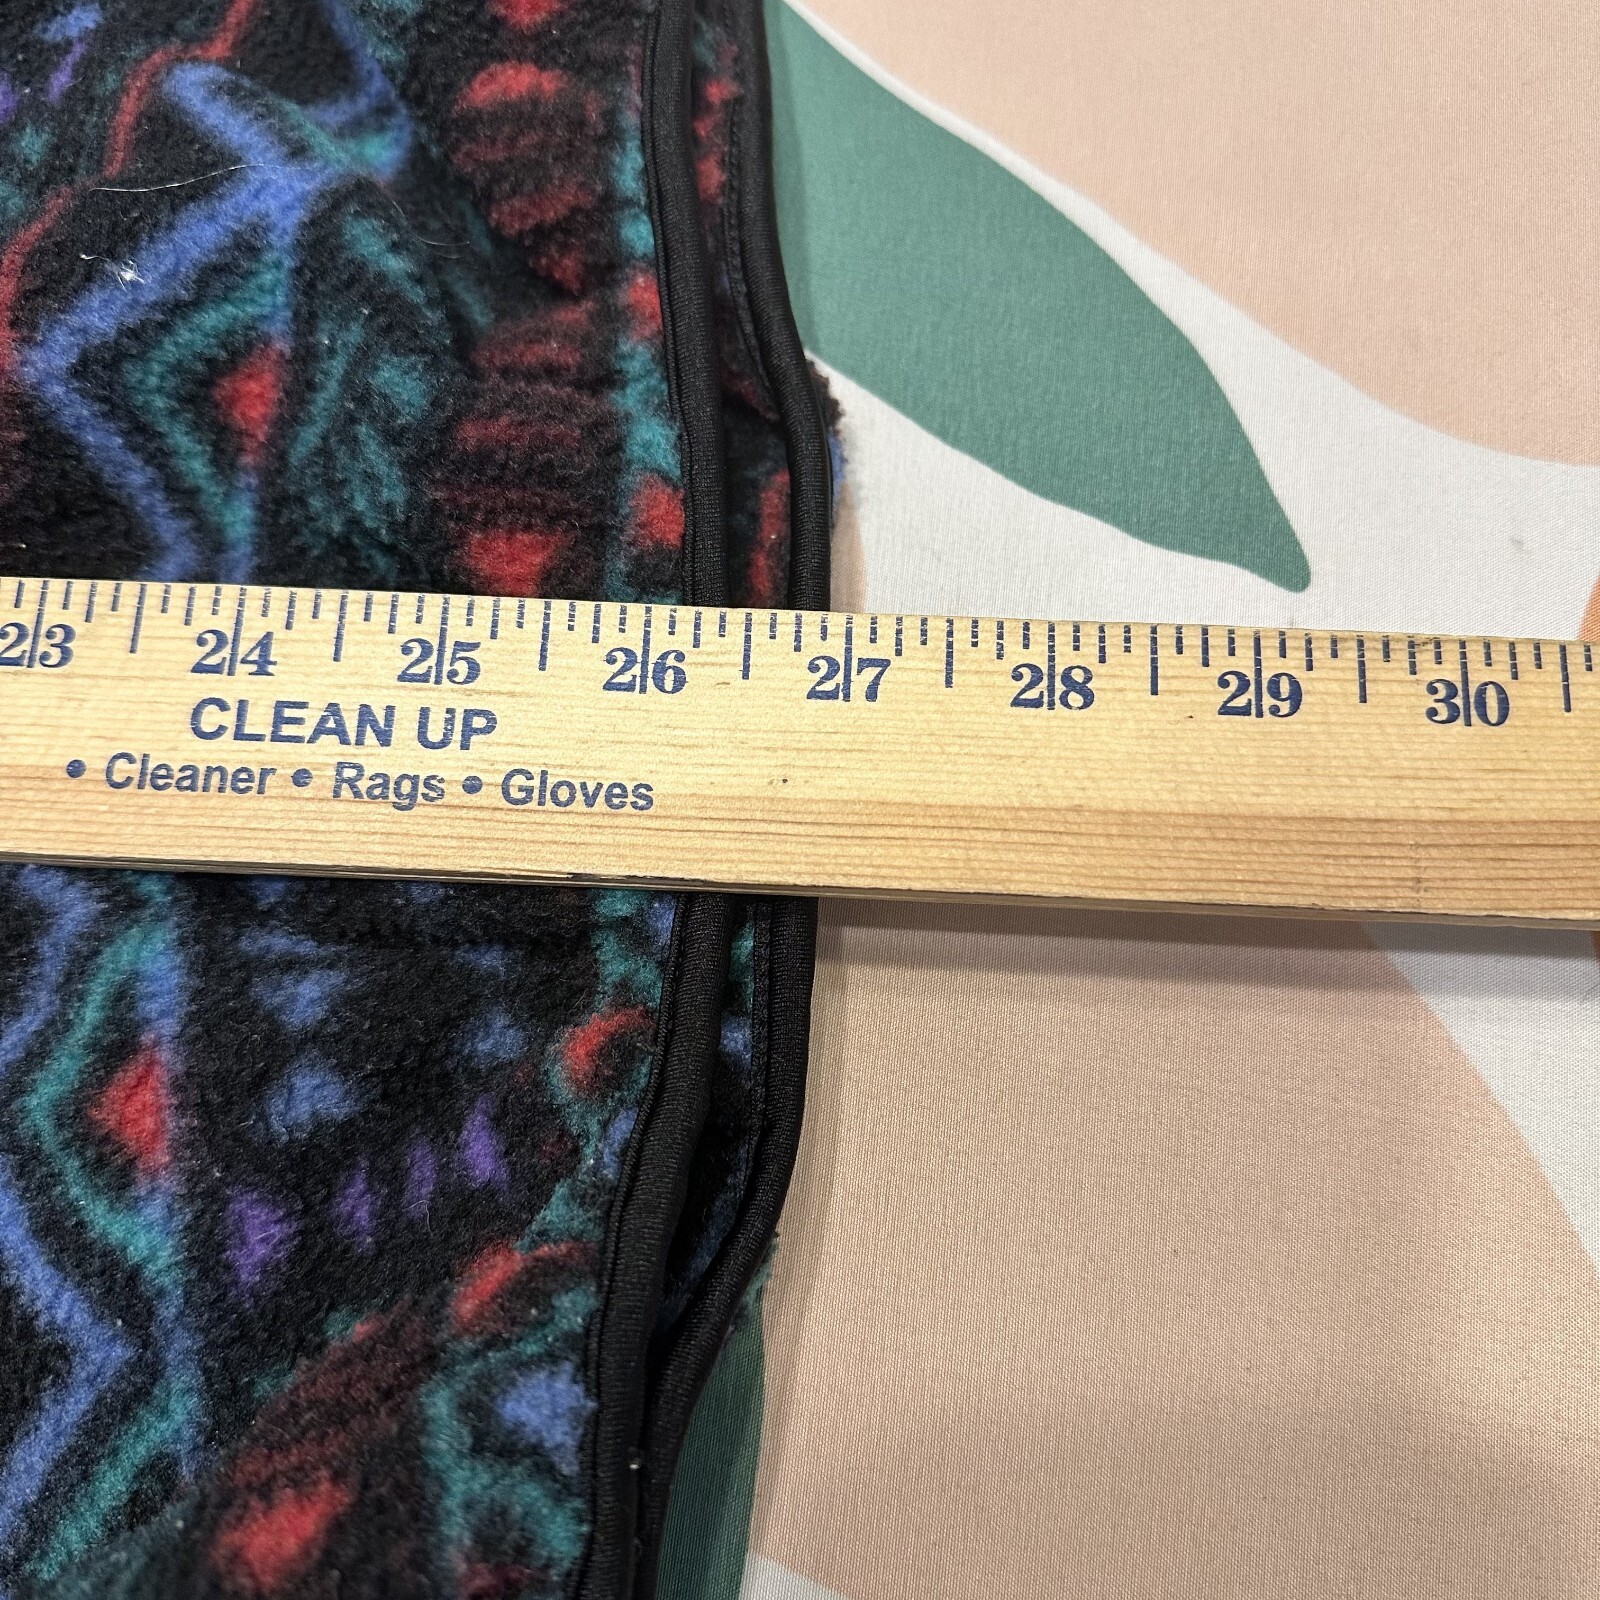 23 24 25 26 27 28 29 30
CLEAN UP
• Cleaner • Rags • Gloves